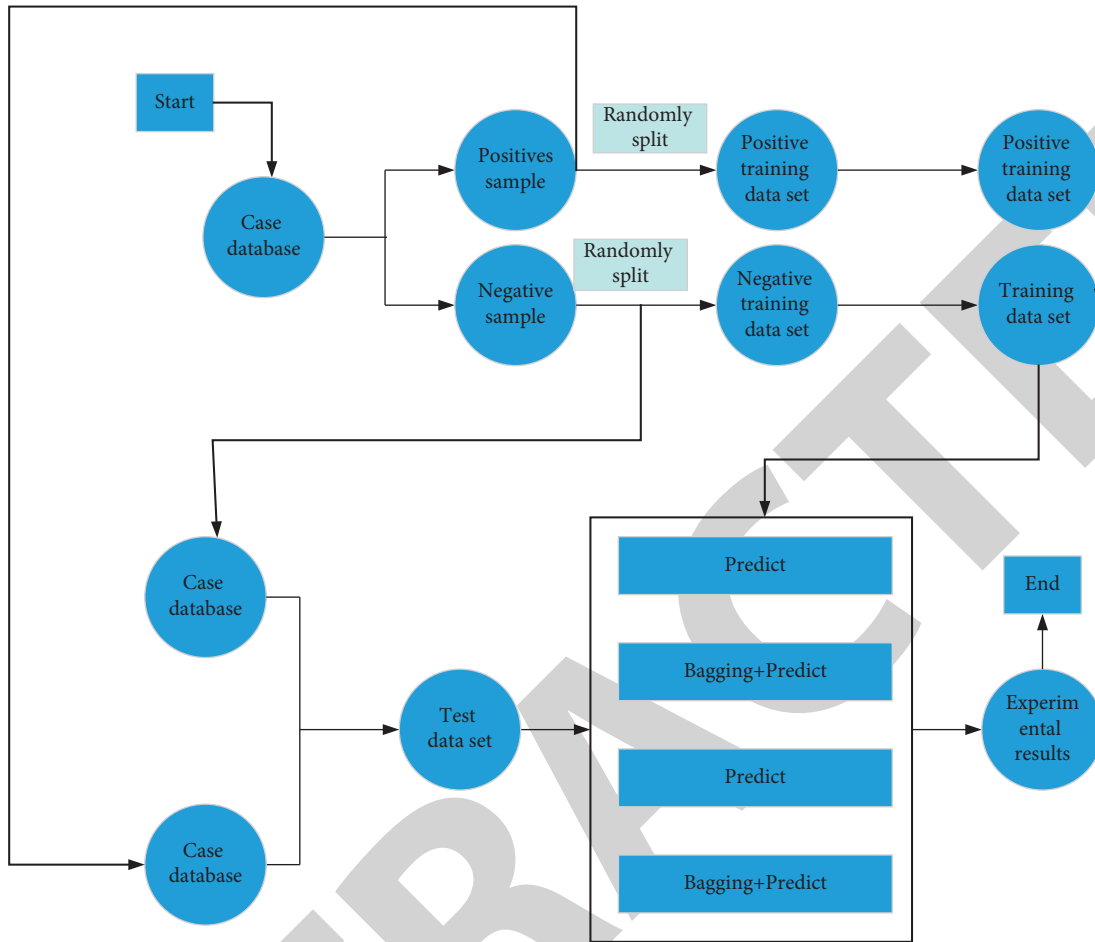 Start
Case
database
Positives
sample
Randomly
split
Positive
training
data set
Positive
training
data set
Negative
sample
Randomly
split
Negative
training
data set
Training
data set
Case
database
Case
database
Test
data set
Predict
Bagging+Predict
Predict
Bagging+Predict
End
Experim
ental
results